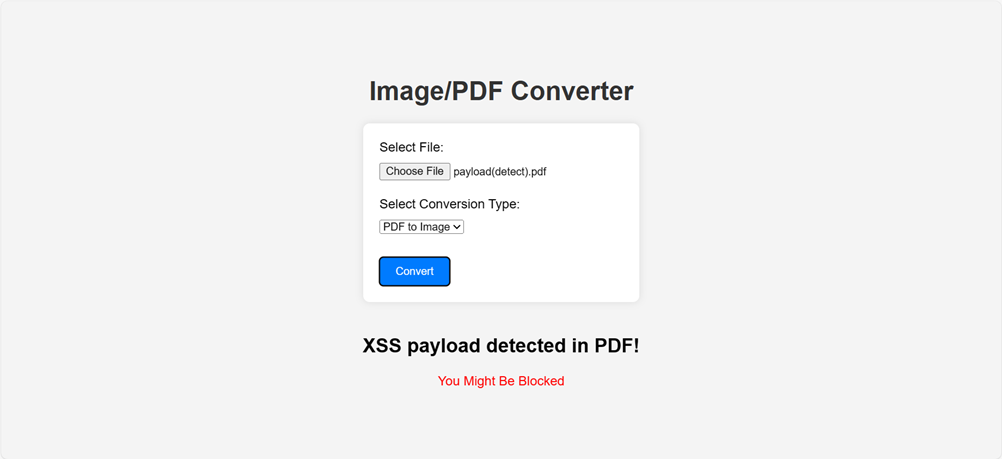 Image/PDF Converter
Select File:
Choose File payload(detect).pdf
Select Conversion Type:
PDF to Image
Convert
XSS payload detected in PDF!
You Might Be Blocked